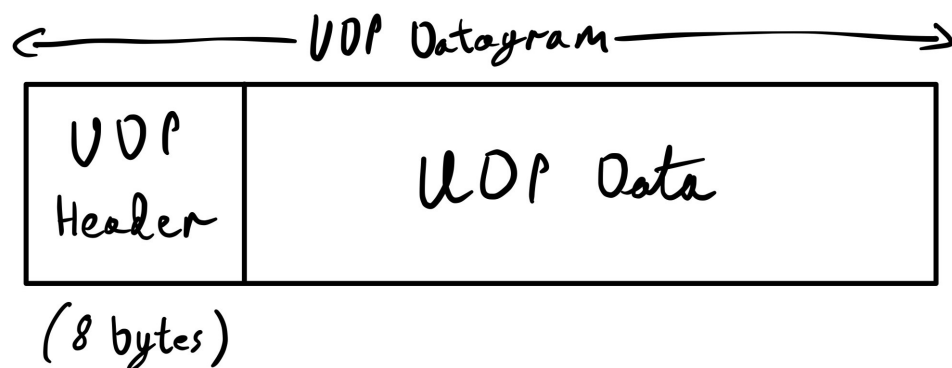 UDP Datagram
UDP
Header
UDP Data
(8 bytes)